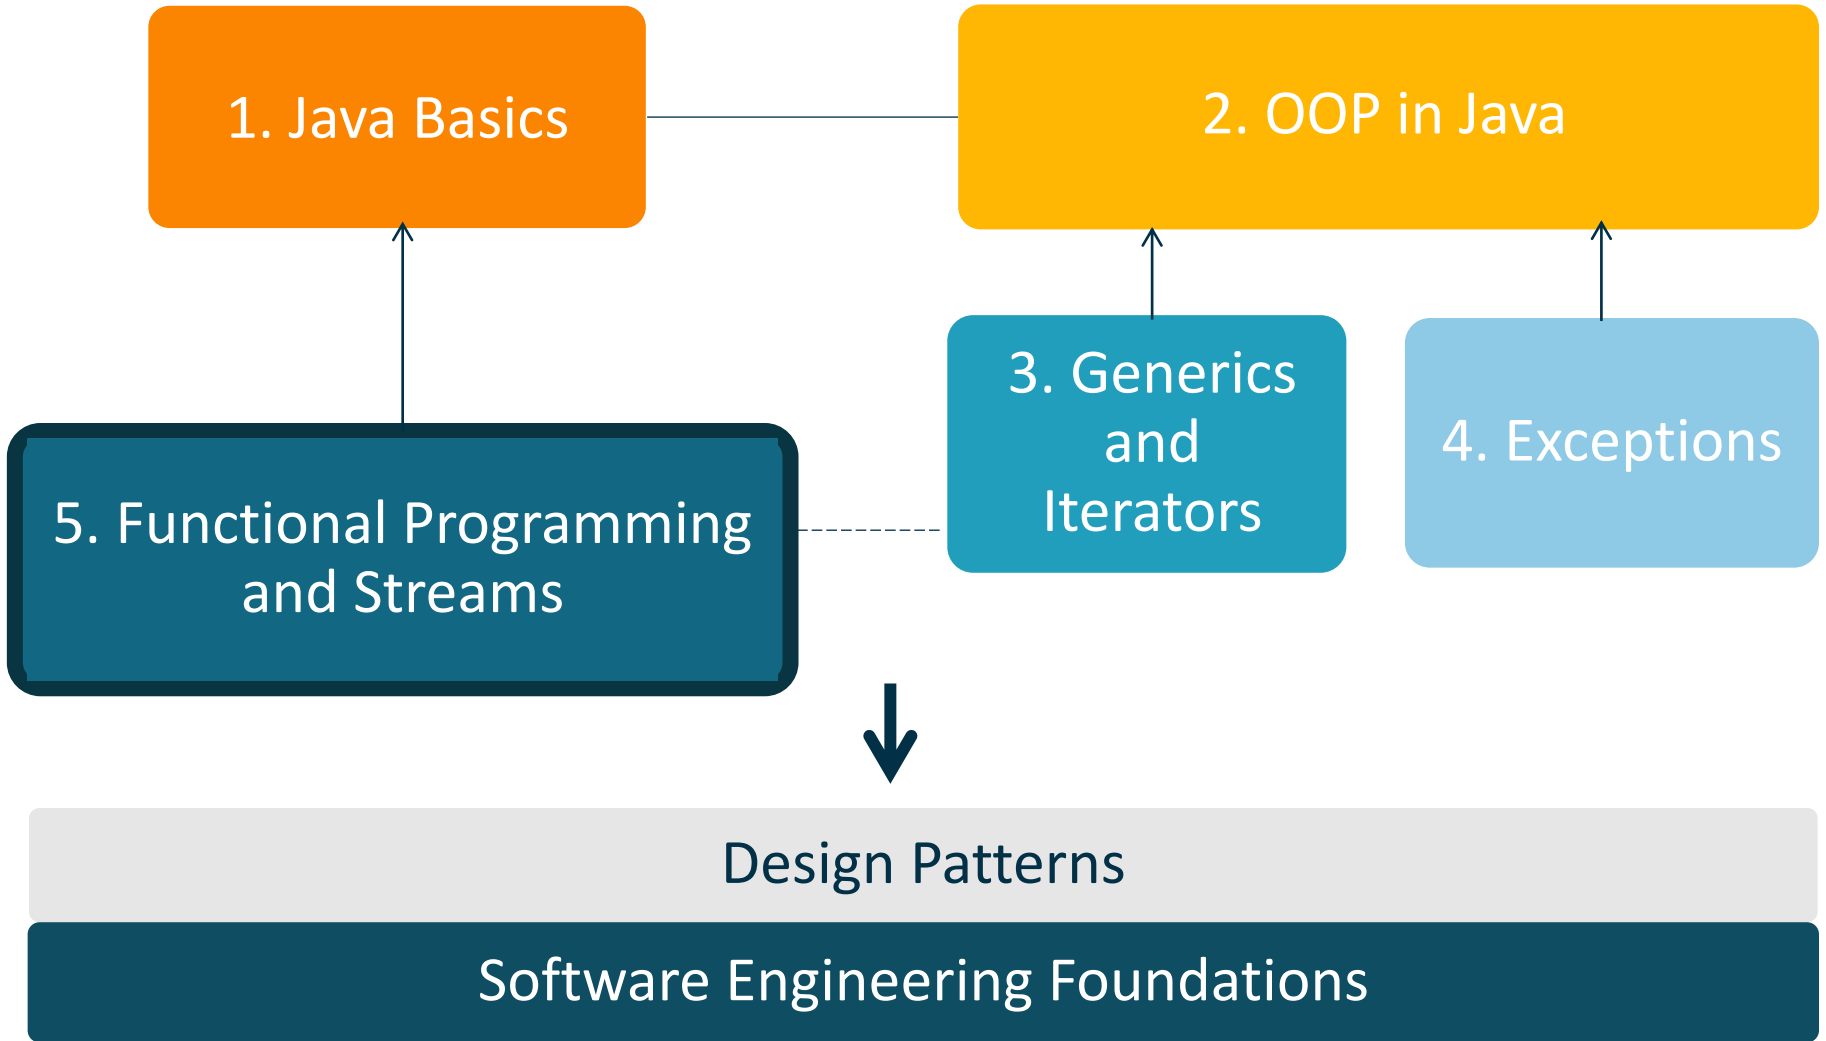 1. Java Basics
2. OOP in Java
3. Generics
and
Iterators
4. Exceptions
5. Functional Programming
and Streams
Design Patterns
Software Engineering Foundations